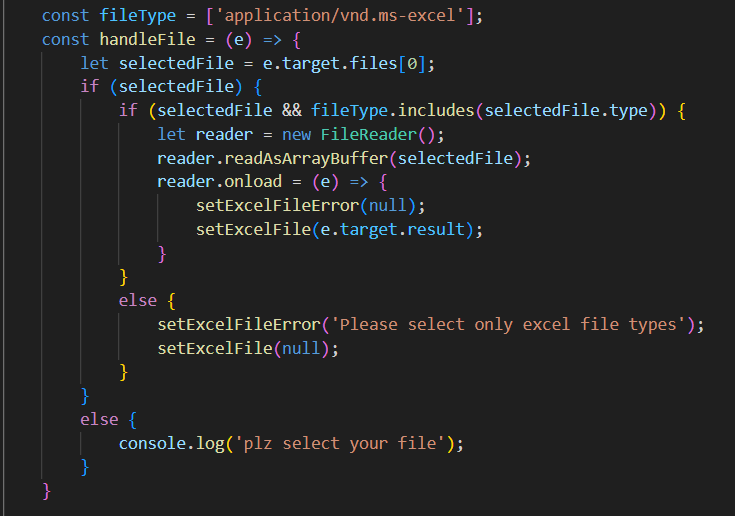 const fileType = ['application/vnd.ms-excel'];
const handleFile = (e) => {
    let selectedFile = e.target.files[0];
    if (selectedFile) {
        if (selectedFile && fileType.includes(selectedFile.type)) {
            let reader = new FileReader();
            reader.readAsArrayBuffer(selectedFile);
            reader.onload = (e) => {
                setExcelFileError(null);
                setExcelFile(e.target.result);
            }
        }
        else {
            setExcelFileError('Please select only excel file types');
            setExcelFile(null);
        }
    }
    else {
        console.log('plz select your file');
    }
}